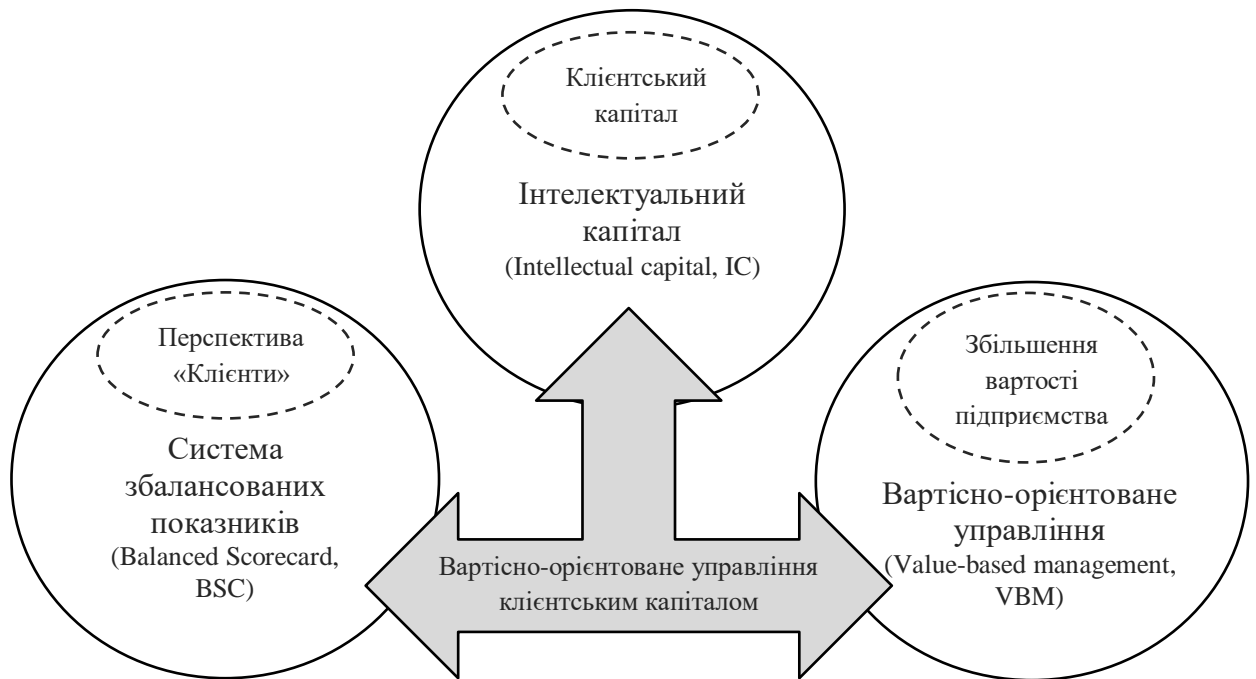 Клієнтський
капітал
Інтелектуальний
капітал
(Intellectual capital, IC)
Перспектива
«Клієнти»
Система
збалансованих
показників
(Balanced Scorecard,
BSC)
Збільшення
вартості
підприємства
Вартісно-орієнтоване
управління
(Value-based management,
VBM)
Вартісно-орієнтоване управління
клієнтським капіталом